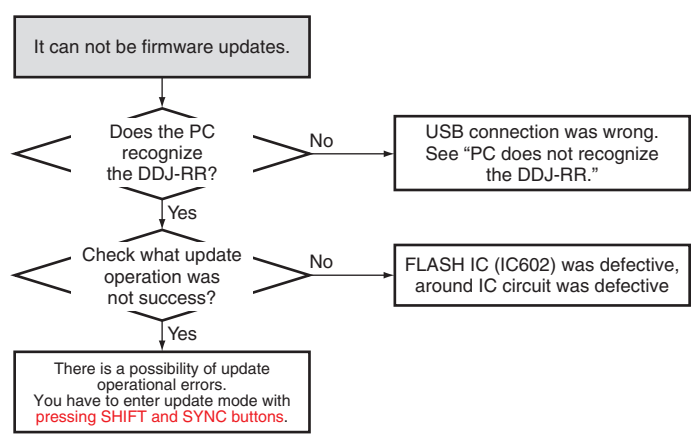 It can not be firmware updates.
Does the PC
recognize
the DDJ-RR?
No
USB connection was wrong.
See “PC does not recognize
the DDJ-RR.”
Yes
Check what update
operation was
not success?
No
FLASH IC (IC602) was defective,
around IC circuit was defective
Yes
There is a possibility of update
operational errors.
You have to enter update mode with
pressing SHIFT and SYNC buttons.